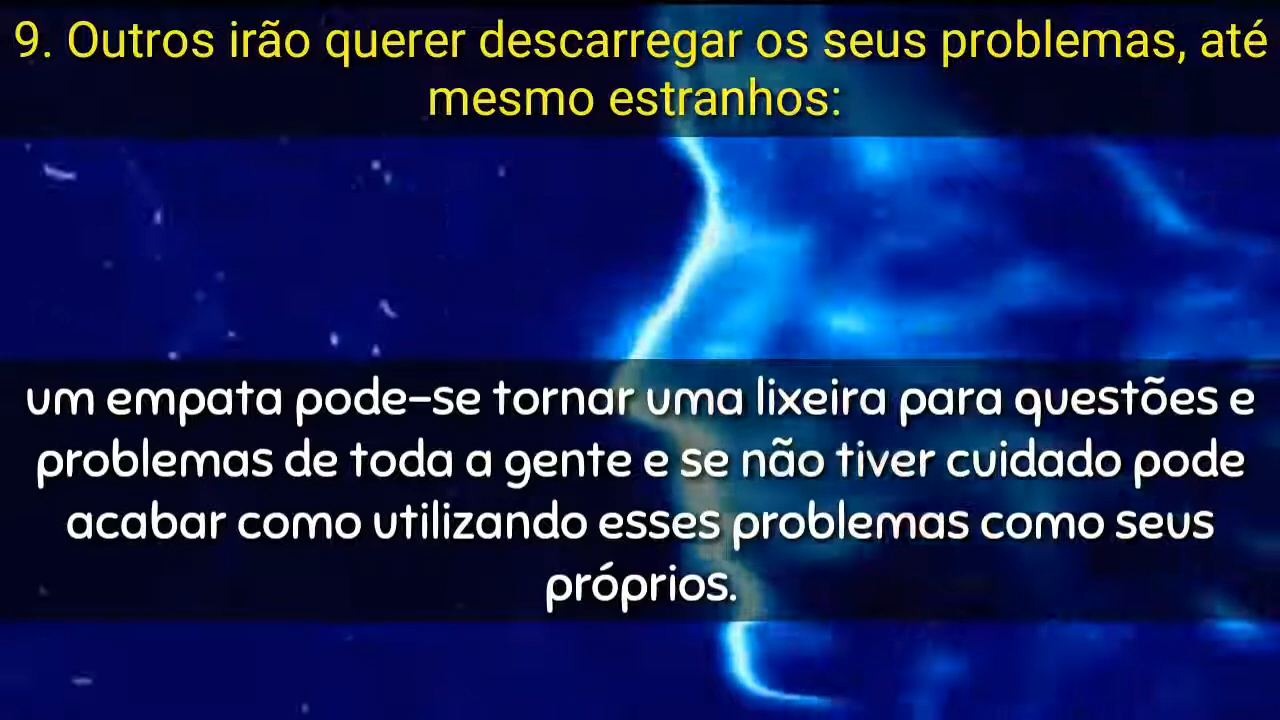 9. Outros irão querer descarregar os seus problemas, até
mesmo estranhos:
um empata pode-se tornar uma lixeira para questões e
problemas de toda a gente e se não tiver cuidado pode
acabar como utilizando esses problemas como seus
próprios.